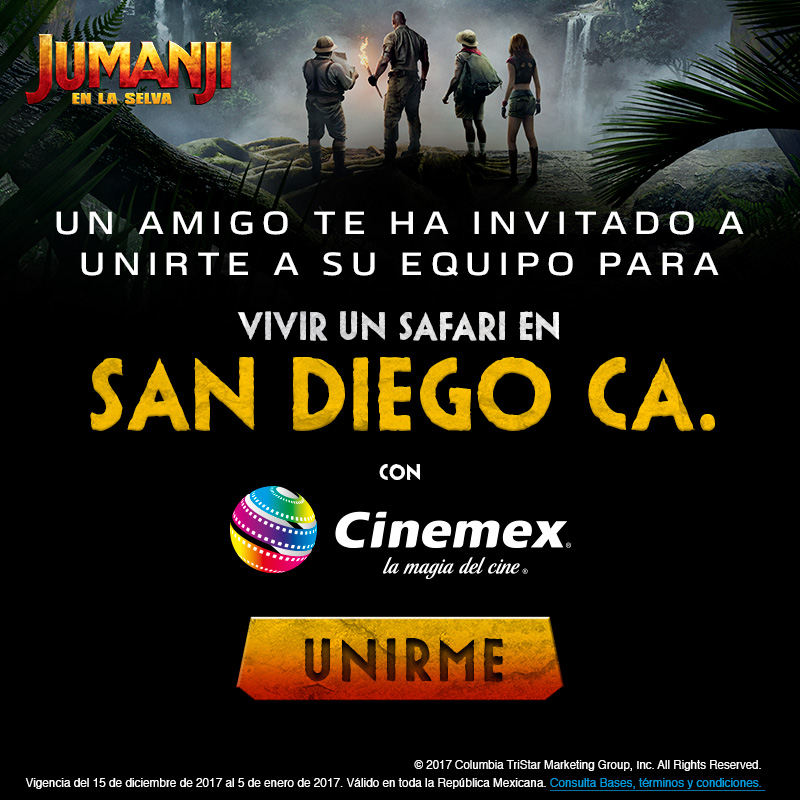 JUMANJI
EN LA SELVA
UN AMIGO TE HA INVITADO A
UNIRTE A SU EQUIPO PARA
VIVIR UN SAFARI EN
SAN DIEGO CA.
CON
Cinemex®
la magia del cine®
UNIRME
© 2017 Columbia TriStar Marketing Group, Inc. All Rights Reserved.
Vigencia del 15 de diciembre de 2017 al 5 de enero de 2017. Válido en toda la República Mexicana. Consulta Bases, términos y condiciones.